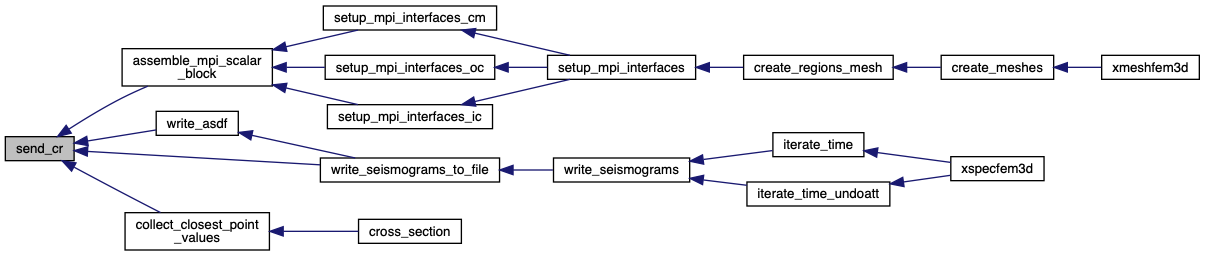 setup_mpi_interfaces_cm
assemble_mpi_scalar
_block
setup_mpi_interfaces_oc
setup_mpi_interfaces
create_regions_mesh
create_meshes
xmeshfem3d
setup_mpi_interfaces_ic
write_asdf
send_cr
iterate_time
write_seismograms_to_file
write_seismograms
xspecfem3d
iterate_time_undoatt
collect_closest_point
_values
cross_section